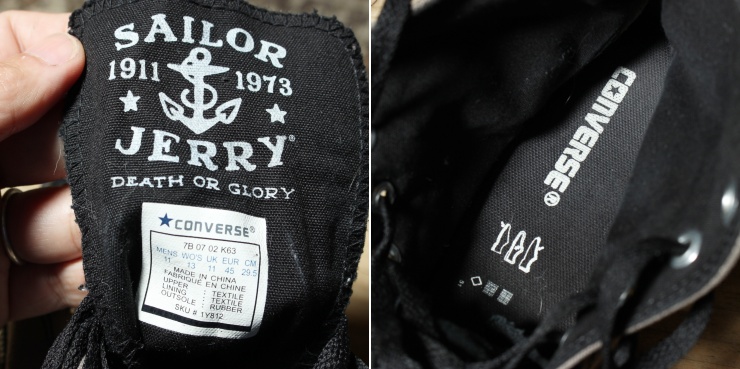 SAILOR
1911 1973
JERRY®
DEATH OR GLORY
★CONVERSE®
7B 07 02 K63
MENS WO'S UK EUR CM
11 13 11 45 29.5
MADE IN CHINA
FABRIQUE EN CHINE
UPPER : TEXTILE
LINING : TEXTILE
OUTSOLE : RUBBER
SKU # 1Y812
CONVERSE®